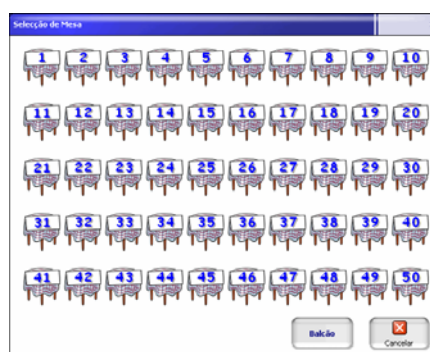 Selecção de Mesa
1 2 3 4 5 6 7 8 9 10
11 12 13 14 15 16 17 18 19 20
21 22 23 24 25 26 27 28 29 30
31 32 33 34 35 36 37 38 39 40
41 42 43 44 45 46 47 48 49 50
Balcão
Cancelar